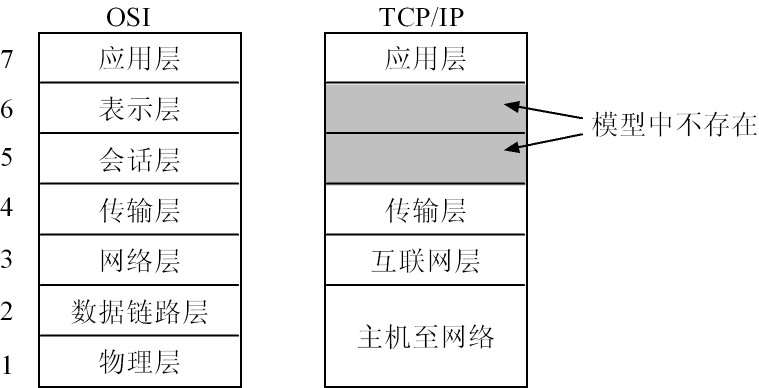 OSI TCP/IP
7 应用层 应用层
6 表示层
模型中不存在
5 会话层
4 传输层 传输层
3 网络层 互联网层
2 数据链路层
主机至网络
1 物理层